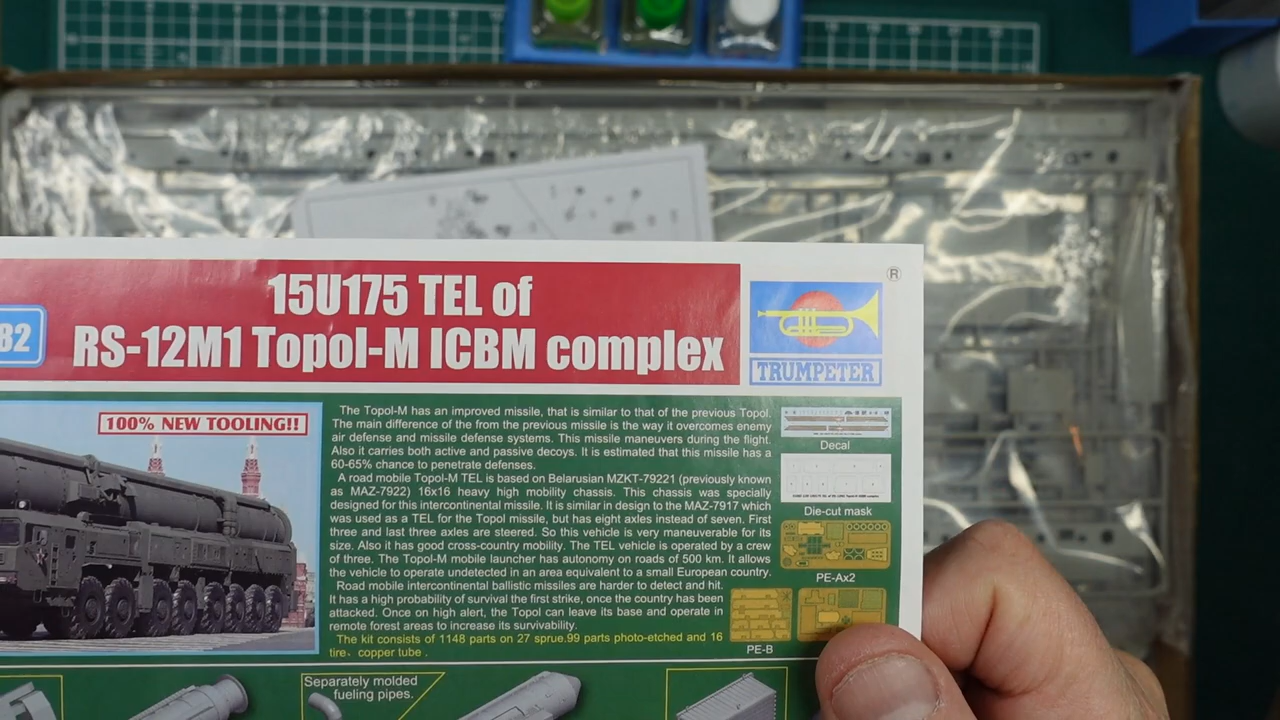 15U175 TEL of
RS-12M1 Topol-M ICBM complex
82
®
TRUMPETER
100% NEW TOOLING!!
The Topol-M has an improved missile, that is similar to that of the previous Topol.
The main difference of the from the previous missile is the way it overcomes enemy
air defense and missile defense systems. This missile maneuvers during the flight.
Also it carries both active and passive decoys. It is estimated that this missile has a
60-65% chance to penetrate defenses.
A road mobile Topol-M TEL is based on Belarusian MZKT-79221 (previously known
as MAZ-7922) 16x16 heavy high mobility chassis. This chassis was specially
designed for this intercontinental missile. It is similar in design to the MAZ-7917 which
was used as a TEL for the Topol missile, but has eight axles instead of seven. First
three and last three axles are steered. So this vehicle is very maneuverable for its
size. Also it has good cross-country mobility. The TEL vehicle is operated by a crew
of three. The Topol-M mobile launcher has autonomy on roads of 500 km. It allows
the vehicle to operate undetected in an area equivalent to a small European country.
Road mobile intercontinental ballistic missiles are harder to detect and hit.
It has a high probability of survival the first strike, once the country has been
attacked. Once on high alert, the Topol can leave its base and operate in
remote forest areas to increase its survivability.
The kit consists of 1148 parts on 27 sprue.99 parts photo-etched and 16
tire、copper tube .
Decal
Die-cut mask
PE-Ax2
PE-B
Separately molded
fueling pipes.